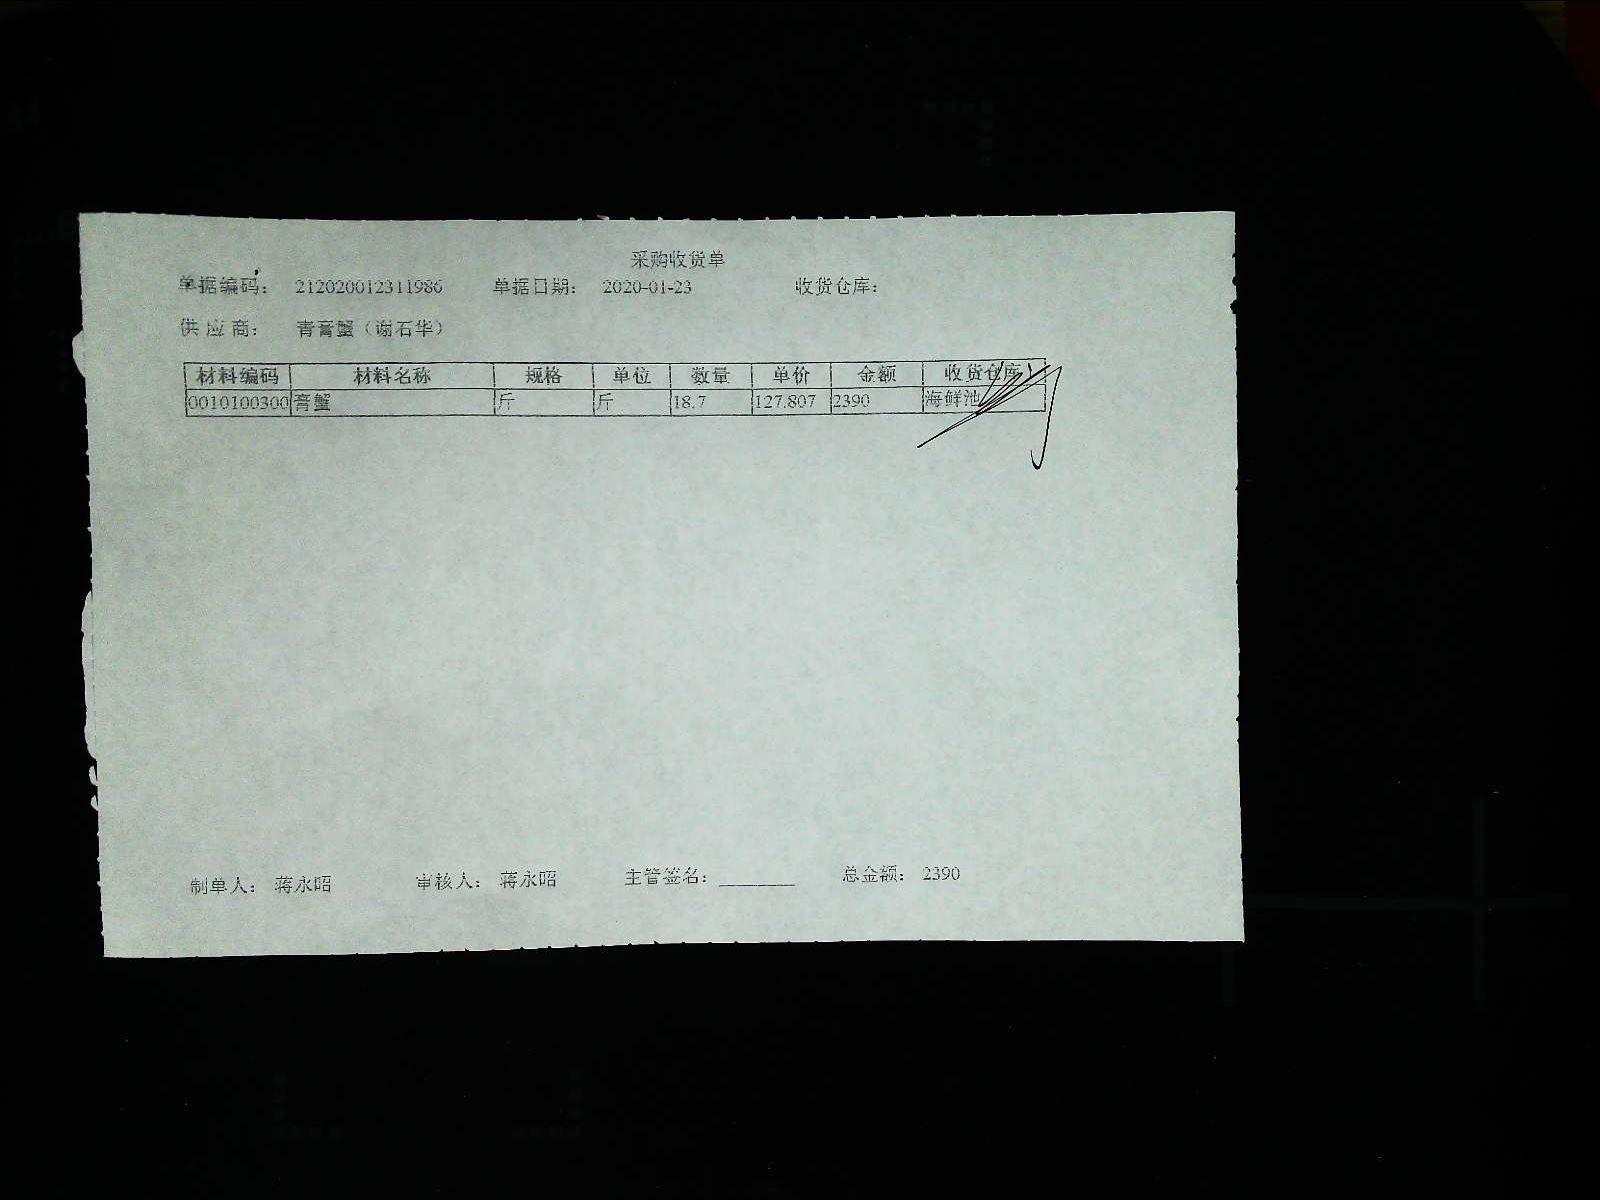 采购收货单
单据编码： 212020012311986 单据日期： 2020-01-23 收货仓库：
供应商： 青膏蟹（谢石华）
材料编码 材料名称 规格 单位 数量 单价 金额 收货仓库
0010100300 膏蟹 斤 斤 18.7 127.807 2390 海鲜池
制单人： 蒋永昭 审核人： 蒋永昭 主管签名：________ 总金额： 2390